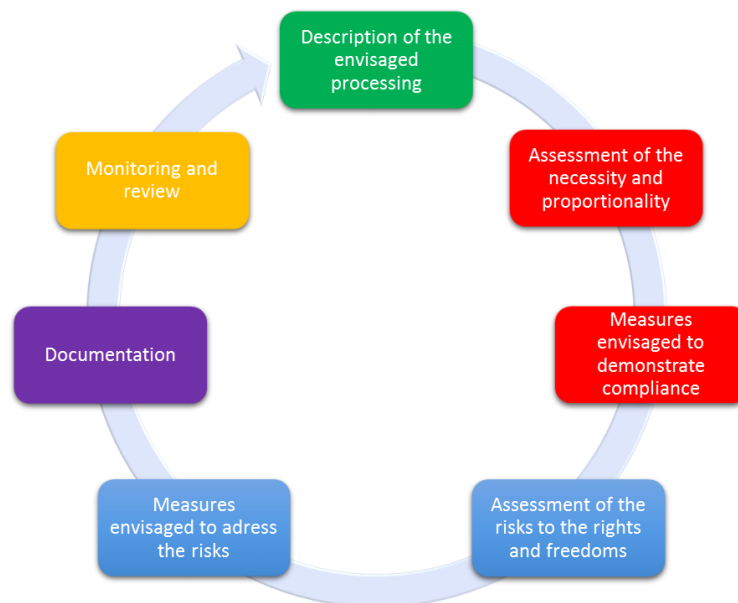 Description of the
envisaged
processing
Assessment of the
necessity and
proportionality
Measures
envisaged to
demonstrate
compliance
Assessment of the
risks to the rights
and freedoms
Measures
envisaged to adress
the risks
Documentation
Monitoring and
review